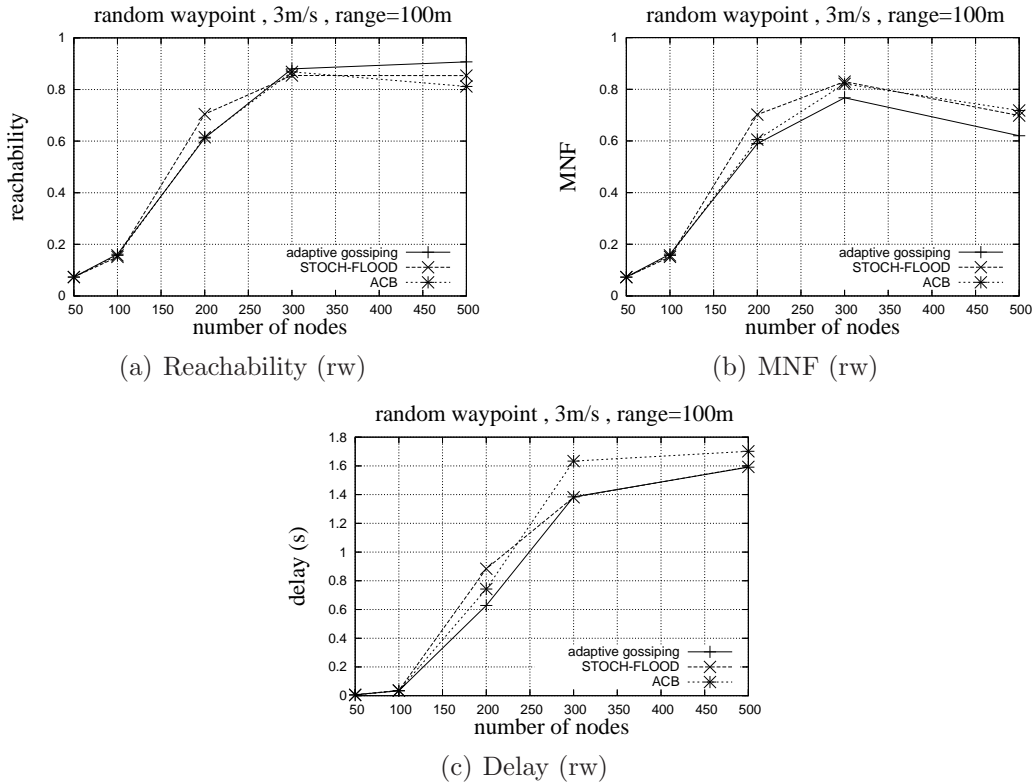 random waypoint , 3m/s , range=100m
1
0.8
0.6
0.4
0.2
0
reachability
adaptive gossiping
STOCH-FLOOD
ACB
50 100 150 200 250 300 350 400 450 500
number of nodes
(a) Reachability (rw)
random waypoint , 3m/s , range=100m
1
0.8
0.6
0.4
0.2
0
MNF
adaptive gossiping
STOCH-FLOOD
ACB
50 100 150 200 250 300 350 400 450 500
number of nodes
(b) MNF (rw)
random waypoint , 3m/s , range=100m
1.8
1.6
1.4
1.2
1
0.8
0.6
0.4
0.2
0
delay (s)
adaptive gossiping
STOCH-FLOOD
ACB
50 100 150 200 250 300 350 400 450 500
number of nodes
(c) Delay (rw)